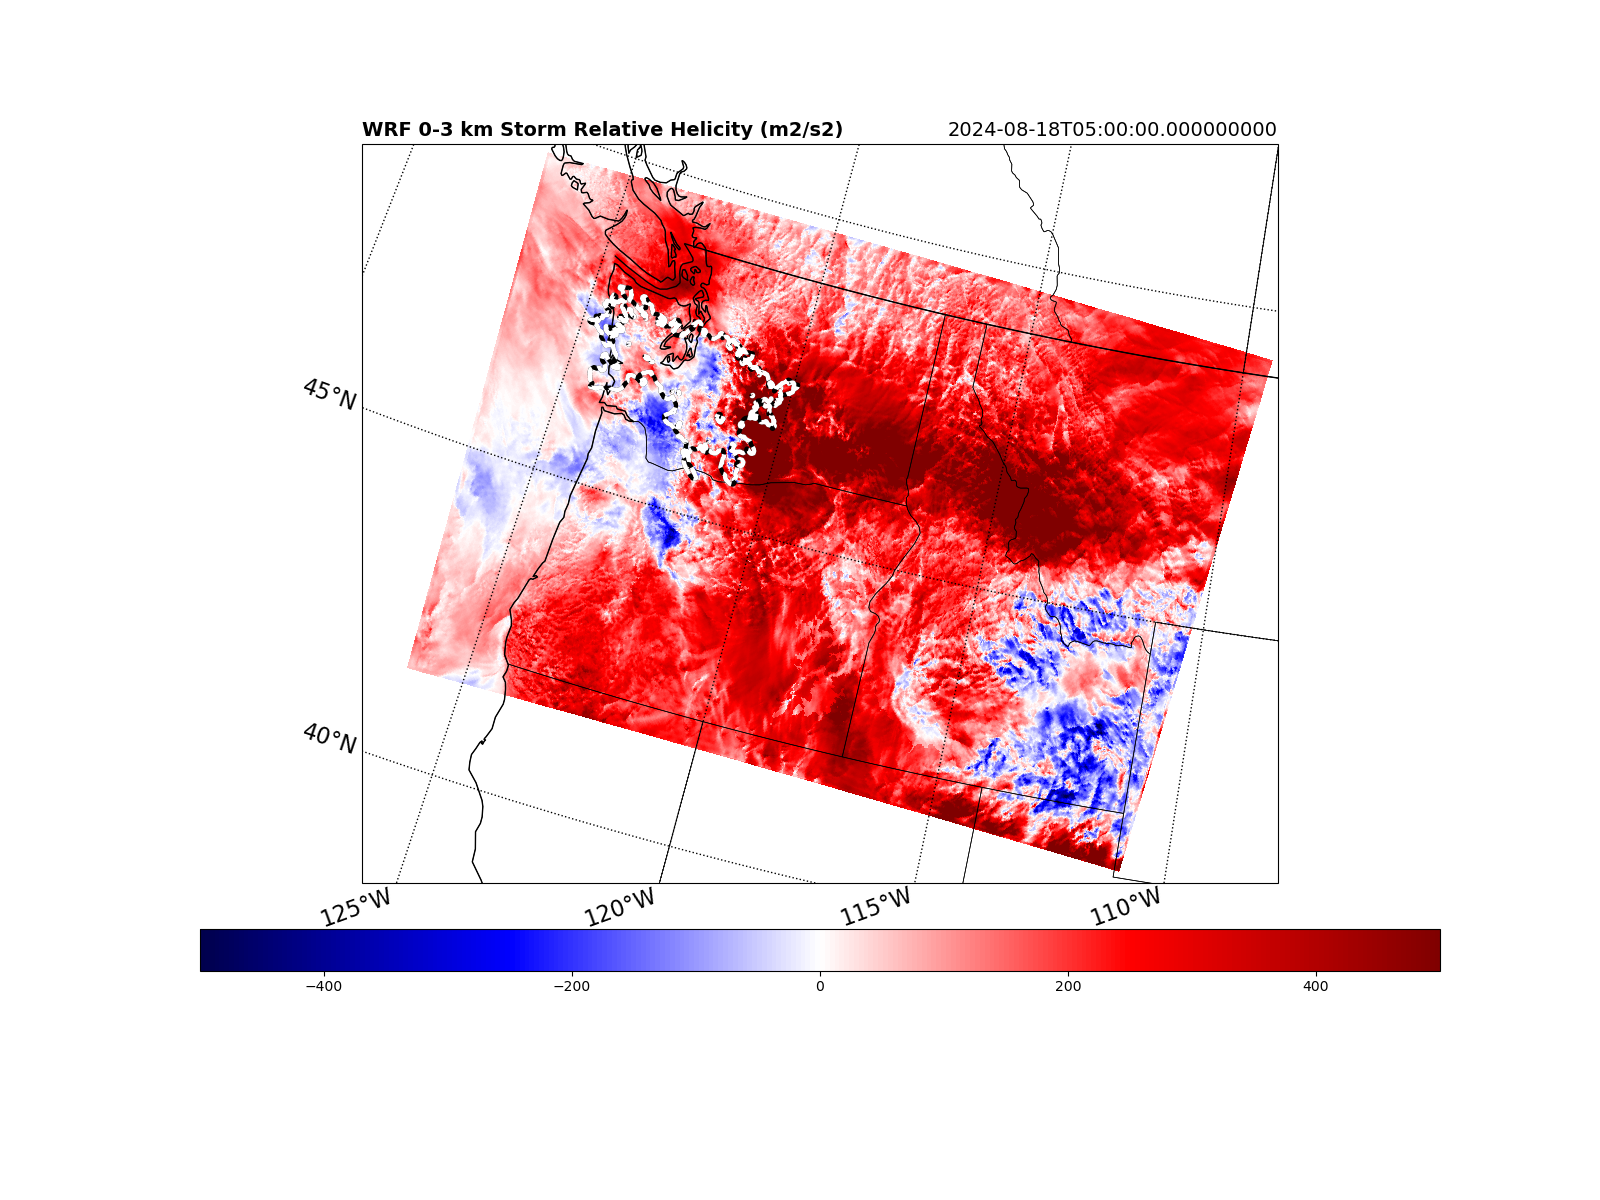 WRF 0-3 km Storm Relative Helicity (m2/s2) 2024-08-18T05:00:00.000000000
45°N
40°N
125°W 120°W 115°W 110°W
−400 −200 0 200 400